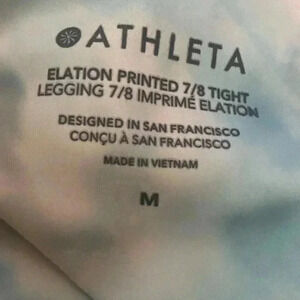 ATHLETA
ELATION PRINTED 7/8 TIGHT
LEGGING 7/8 IMPRIMÉ ELATION
DESIGNED IN SAN FRANCISCO
CONÇU À SAN FRANCISCO
MADE IN VIETNAM
M